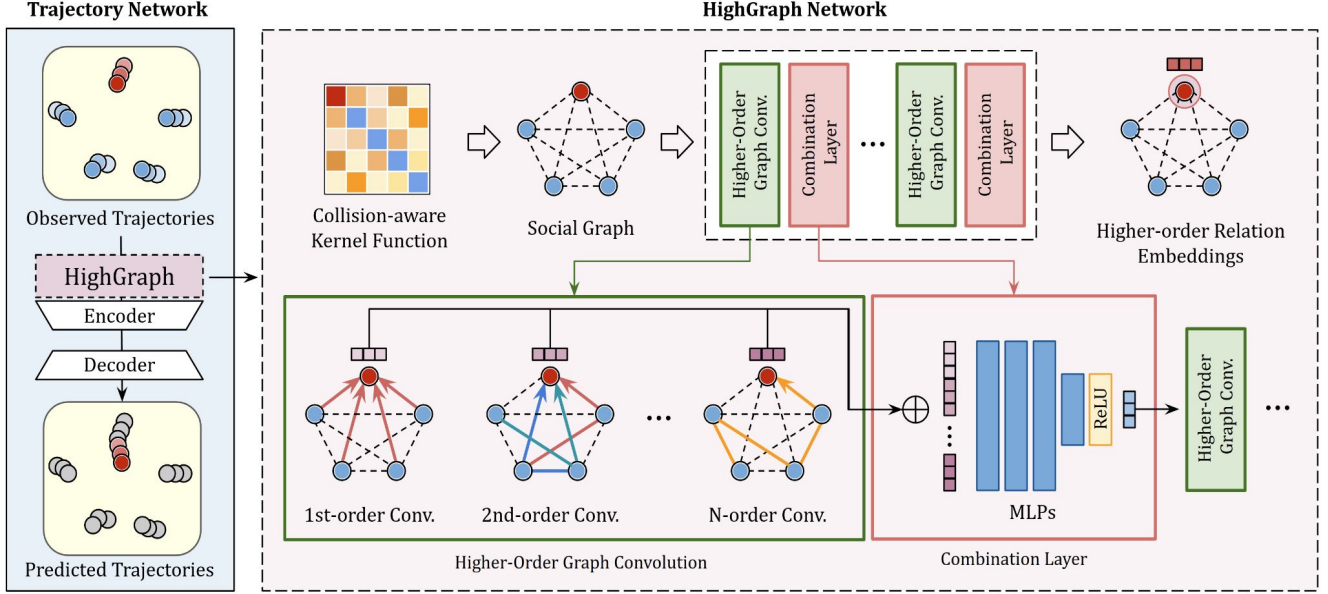 Trajectory Network
HighGraph Network
Observed Trajectories
HighGraph
Encoder
Decoder
Predicted Trajectories
Collision-aware
Kernel Function
Social Graph
Higher-Order
Graph Conv.
Combination
Layer
...
Higher-Order
Graph Conv.
Combination
Layer
Higher-order Relation
Embeddings
1st-order Conv.
2nd-order Conv.
...
N-order Conv.
Higher-Order Graph Convolution
MLPs
ReLU
Combination Layer
Higher-Order
Graph Conv.
...